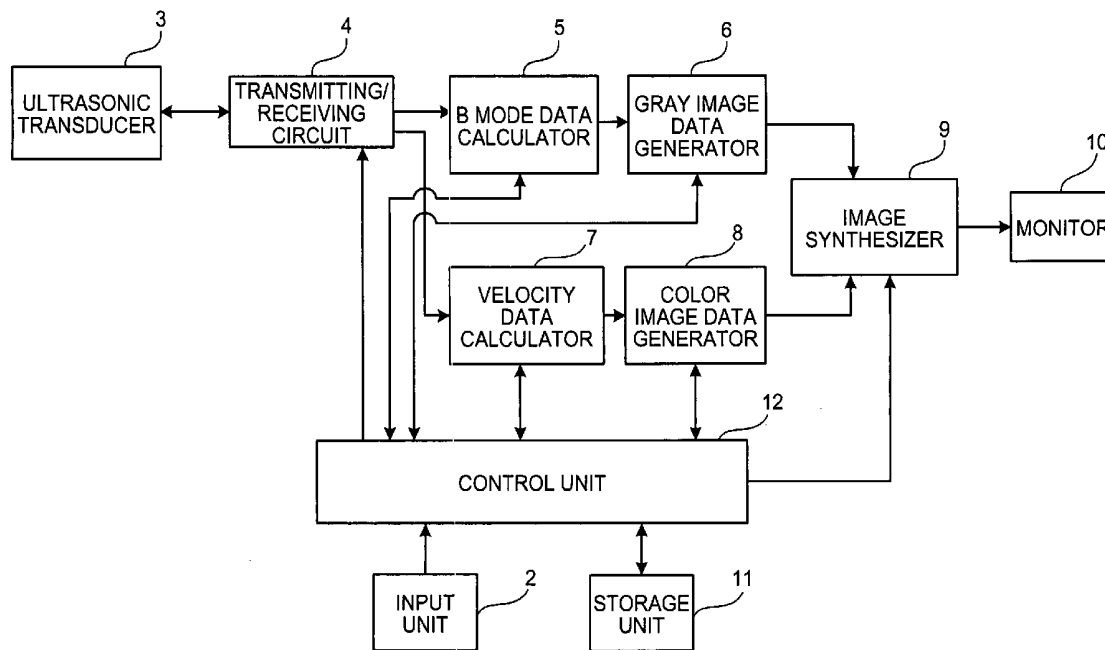 3
ULTRASONIC
TRANSDUCER
4
TRANSMITTING/
RECEIVING
CIRCUIT
5
B MODE DATA
CALCULATOR
6
GRAY IMAGE
DATA
GENERATOR
9
IMAGE
SYNTHESIZER
10
MONITOR
7
VELOCITY
DATA
CALCULATOR
8
COLOR
IMAGE DATA
GENERATOR
12
CONTROL UNIT
2
INPUT
UNIT
11
STORAGE
UNIT